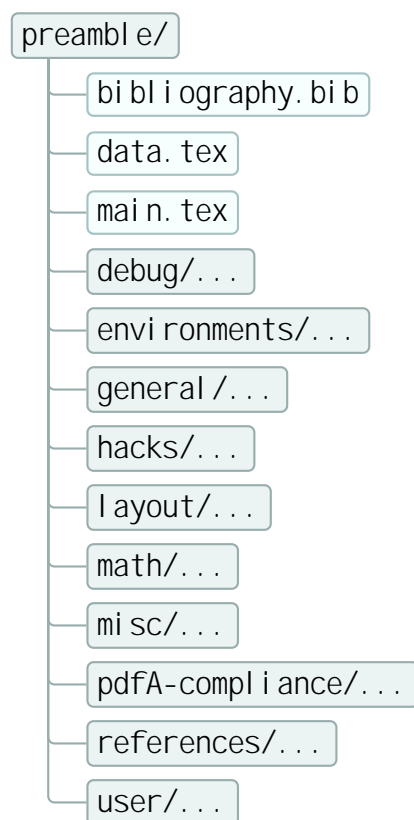 preamble/
bibliography.bib
data.tex
main.tex
debug/...
environments/...
general/...
hacks/...
layout/...
math/...
misc/...
pdfA-compliance/...
references/...
user/...